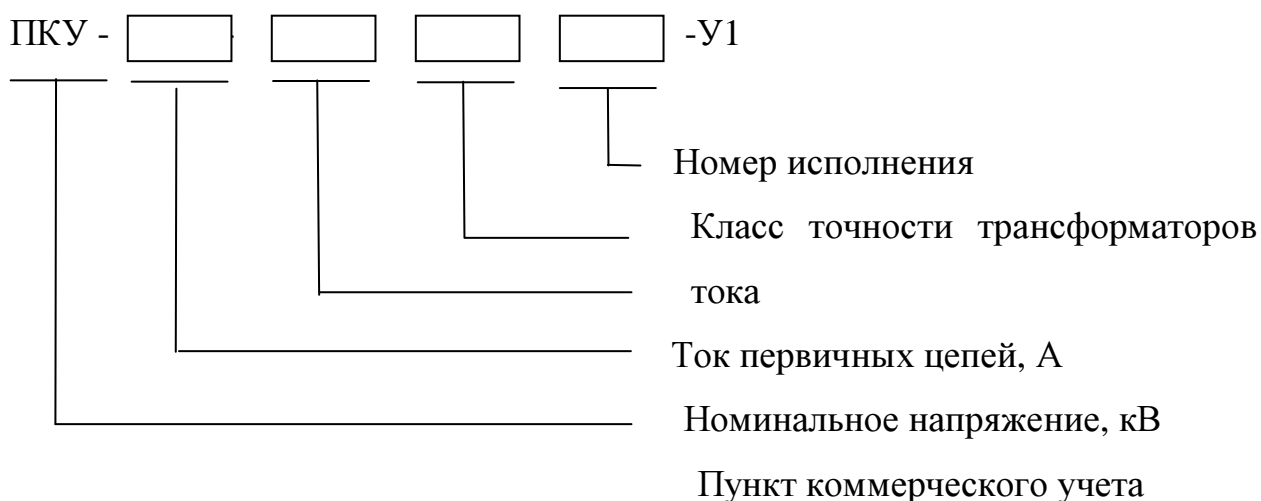 ПКУ - -У1
Номер исполнения
Класс точности трансформаторов
тока
Ток первичных цепей, А
Номинальное напряжение, кВ
Пункт коммерческого учета